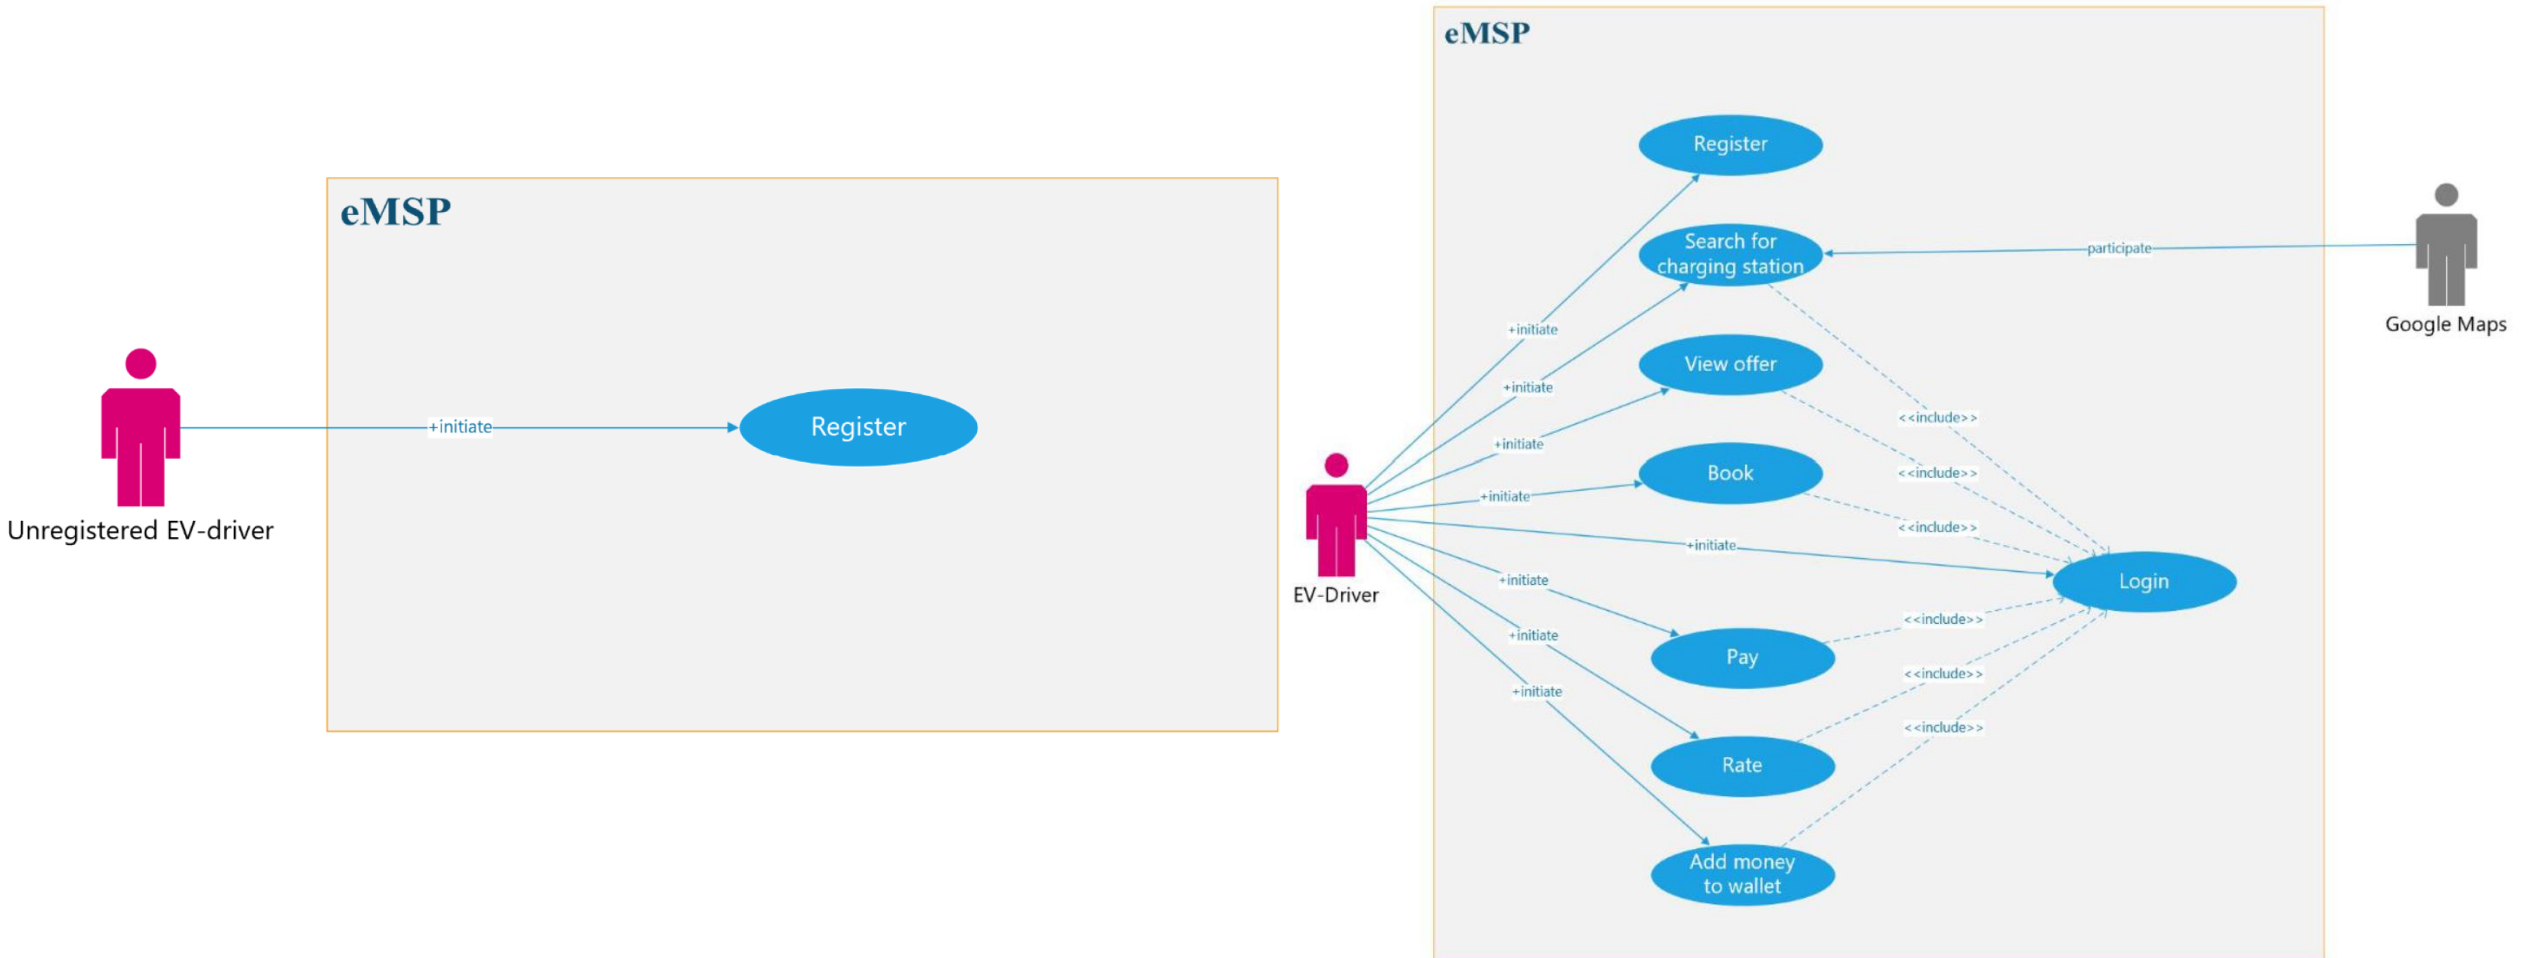 eMSP
+initiate
Register
Unregistered EV-driver
eMSP
Register
Search for
charging station
participate
Google Maps
+initiate
View offer
+initiate
<<include>>
+initiate
Book
<<include>>
+initiate
<<include>>
+initiate
Login
+initiate
EV-Driver
<<include>>
+initiate
Pay
<<include>>
+initiate
<<include>>
Rate
Add money
to wallet